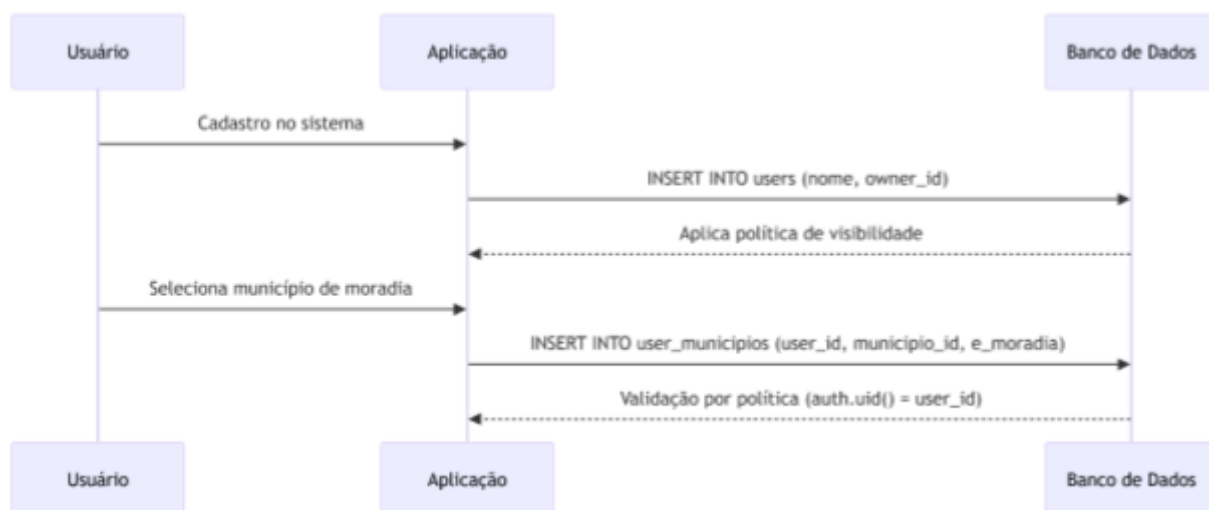 Usuário
Aplicação
Banco de Dados
Cadastro no sistema
INSERT INTO users (nome, owner_id)
Aplica política de visibilidade
Seleciona município de moradia
INSERT INTO user_municipios (user_id, municipio_id, e_moradia)
Validação por política (auth.uid() = user_id)
Usuário
Aplicação
Banco de Dados